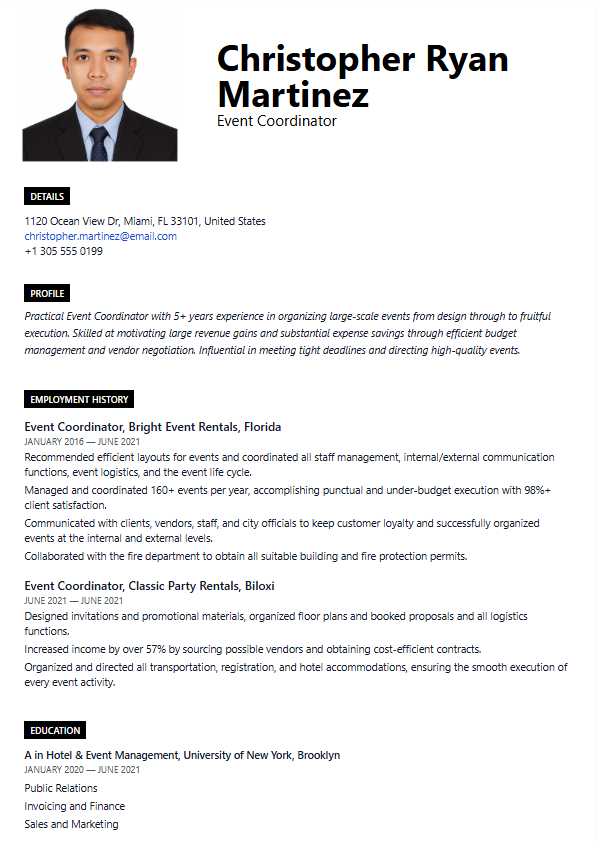 Christopher Ryan
Martinez
Event Coordinator
DETAILS
1120 Ocean View Dr, Miami, FL 33101, United States
christopher.martinez@email.com
+1 305 555 0199
PROFILE
Practical Event Coordinator with 5+ years experience in organizing large-scale events from design through to fruitful
execution. Skilled at motivating large revenue gains and substantial expense savings through efficient budget
management and vendor negotiation. Influential in meeting tight deadlines and directing high-quality events.
EMPLOYMENT HISTORY
Event Coordinator, Bright Event Rentals, Florida
JANUARY 2016 — JUNE 2021
Recommended efficient layouts for events and coordinated all staff management, internal/external communication
functions, event logistics, and the event life cycle.
Managed and coordinated 160+ events per year, accomplishing punctual and under-budget execution with 98%+
client satisfaction.
Communicated with clients, vendors, staff, and city officials to keep customer loyalty and successfully organized
events at the internal and external levels.
Collaborated with the fire department to obtain all suitable building and fire protection permits.
Event Coordinator, Classic Party Rentals, Biloxi
JUNE 2021 — JUNE 2021
Designed invitations and promotional materials, organized floor plans and booked proposals and all logistics
functions.
Increased income by over 57% by sourcing possible vendors and obtaining cost-efficient contracts.
Organized and directed all transportation, registration, and hotel accommodations, ensuring the smooth execution of
every event activity.
EDUCATION
A in Hotel & Event Management, University of New York, Brooklyn
JANUARY 2020 — JUNE 2021
Public Relations
Invoicing and Finance
Sales and Marketing